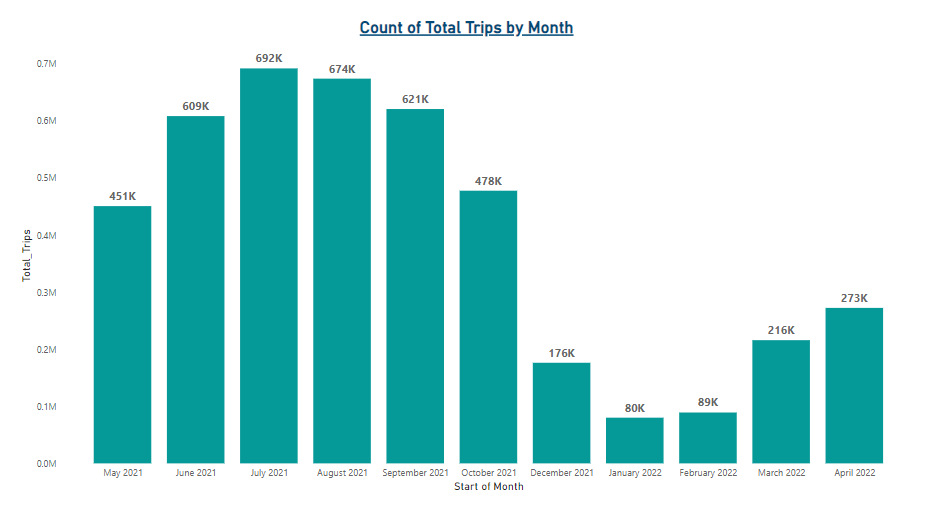 Count of Total Trips by Month
0.7M
0.6M
0.5M
0.4M
0.3M
0.2M
0.1M
0.0M
Total_Trips
451K
609K
692K
674K
621K
478K
176K
80K
89K
216K
273K
May 2021
June 2021
July 2021
August 2021
September 2021
October 2021
December 2021
January 2022
February 2022
March 2022
April 2022
Start of Month